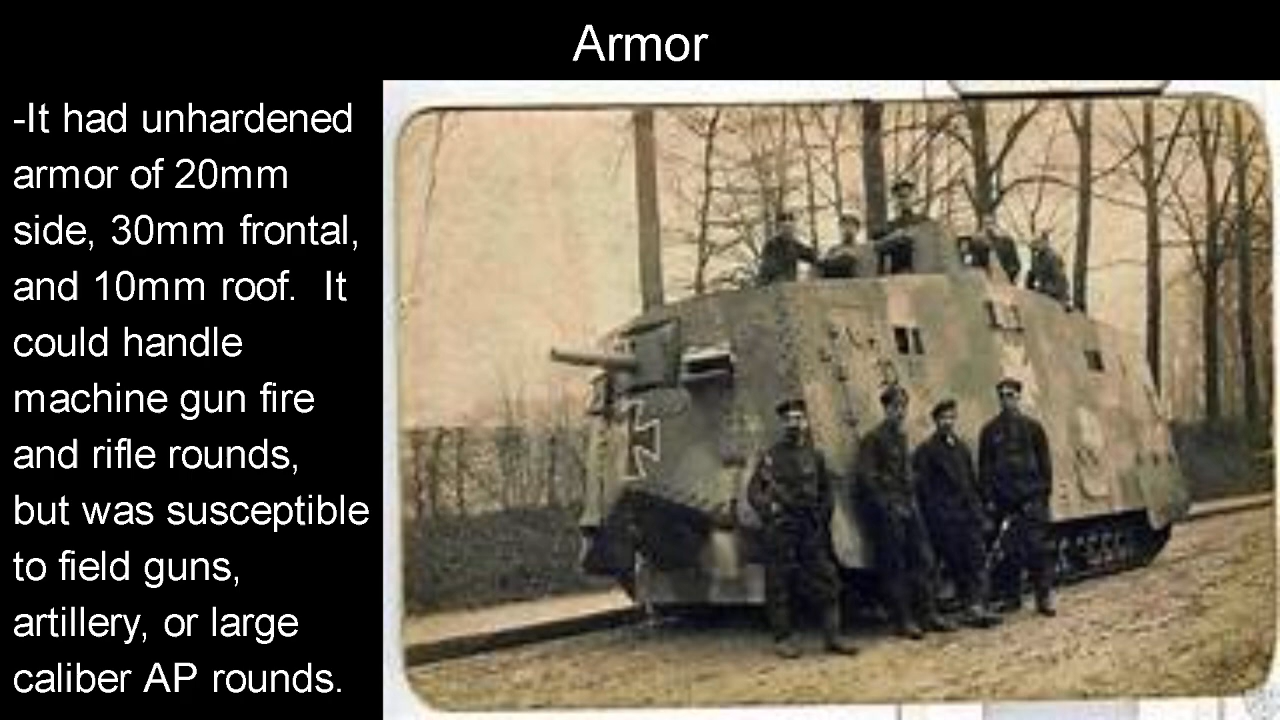 Armor
-It had unhardened
armor of 20mm
side, 30mm frontal,
and 10mm roof.  It
could handle
machine gun fire
and rifle rounds,
but was susceptible
to field guns,
artillery, or large
caliber AP rounds.